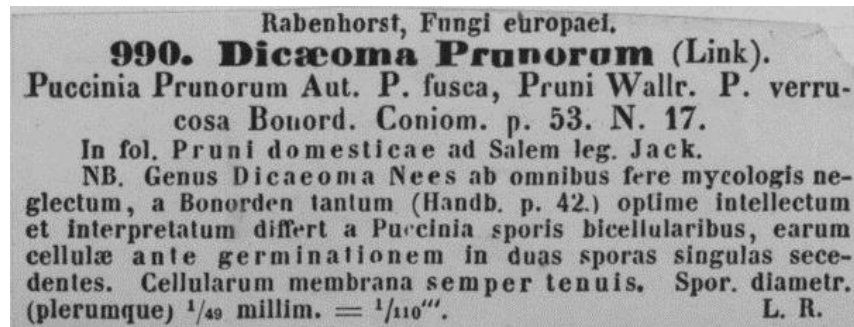 Rabenhorst, Fungi europaei.
990. Dicæoma Prunorum (Link).
Puccinia Prunorum Aut. P. fusca, Pruni Wallr. P. verru-
cosa Bonord. Coniom. p. 53. N. 17.
In fol. Pruni domesticae ad Salem leg. Jack.
NB. Genus Dicaeoma Nees ab omnibus fere mycologis ne-
glectum, a Bonorden tantum (Handb. p. 42.) optime intellectum
et interpretatum differt a Puccinia sporis bicellularibus, earum
cellulæ ante germinationem in duas sporas singulas sece-
dentes. Cellularum membrana semper tenuis. Spor. diametr.
(plerumque) 1/49 millim. = 1/110‴. L. R.